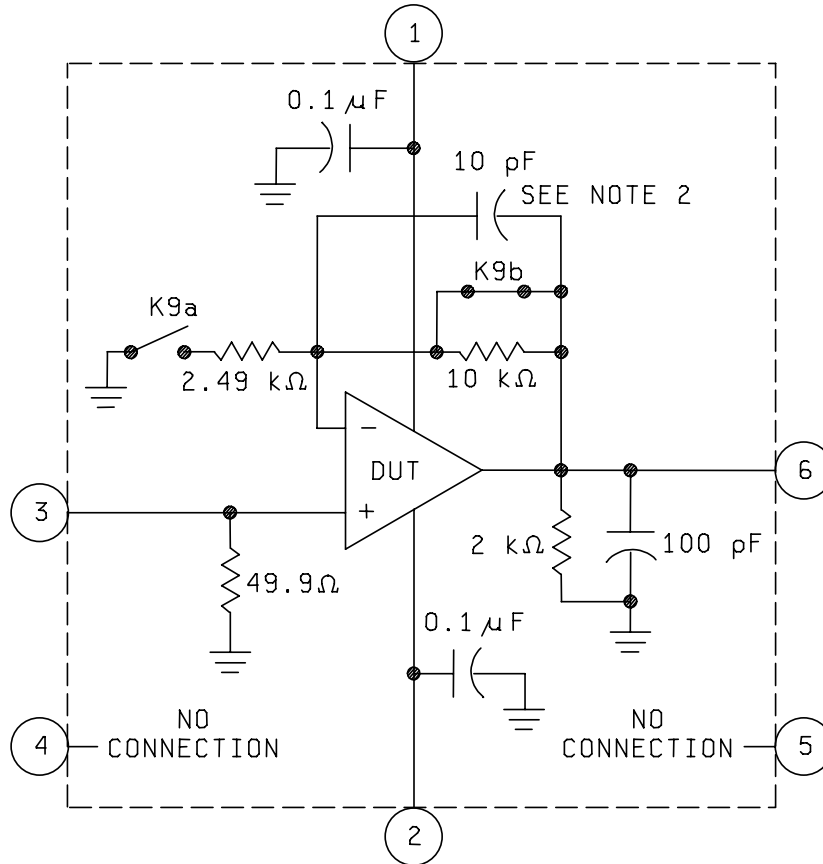 1
0.1 μF
10 pF
SEE NOTE 2
K9b
K9a
2.49 kΩ
10 kΩ
−
DUT
+
6
3
2 kΩ
100 pF
49.9Ω
0.1 μF
NO
CONNECTION
NO
CONNECTION
4
5
2